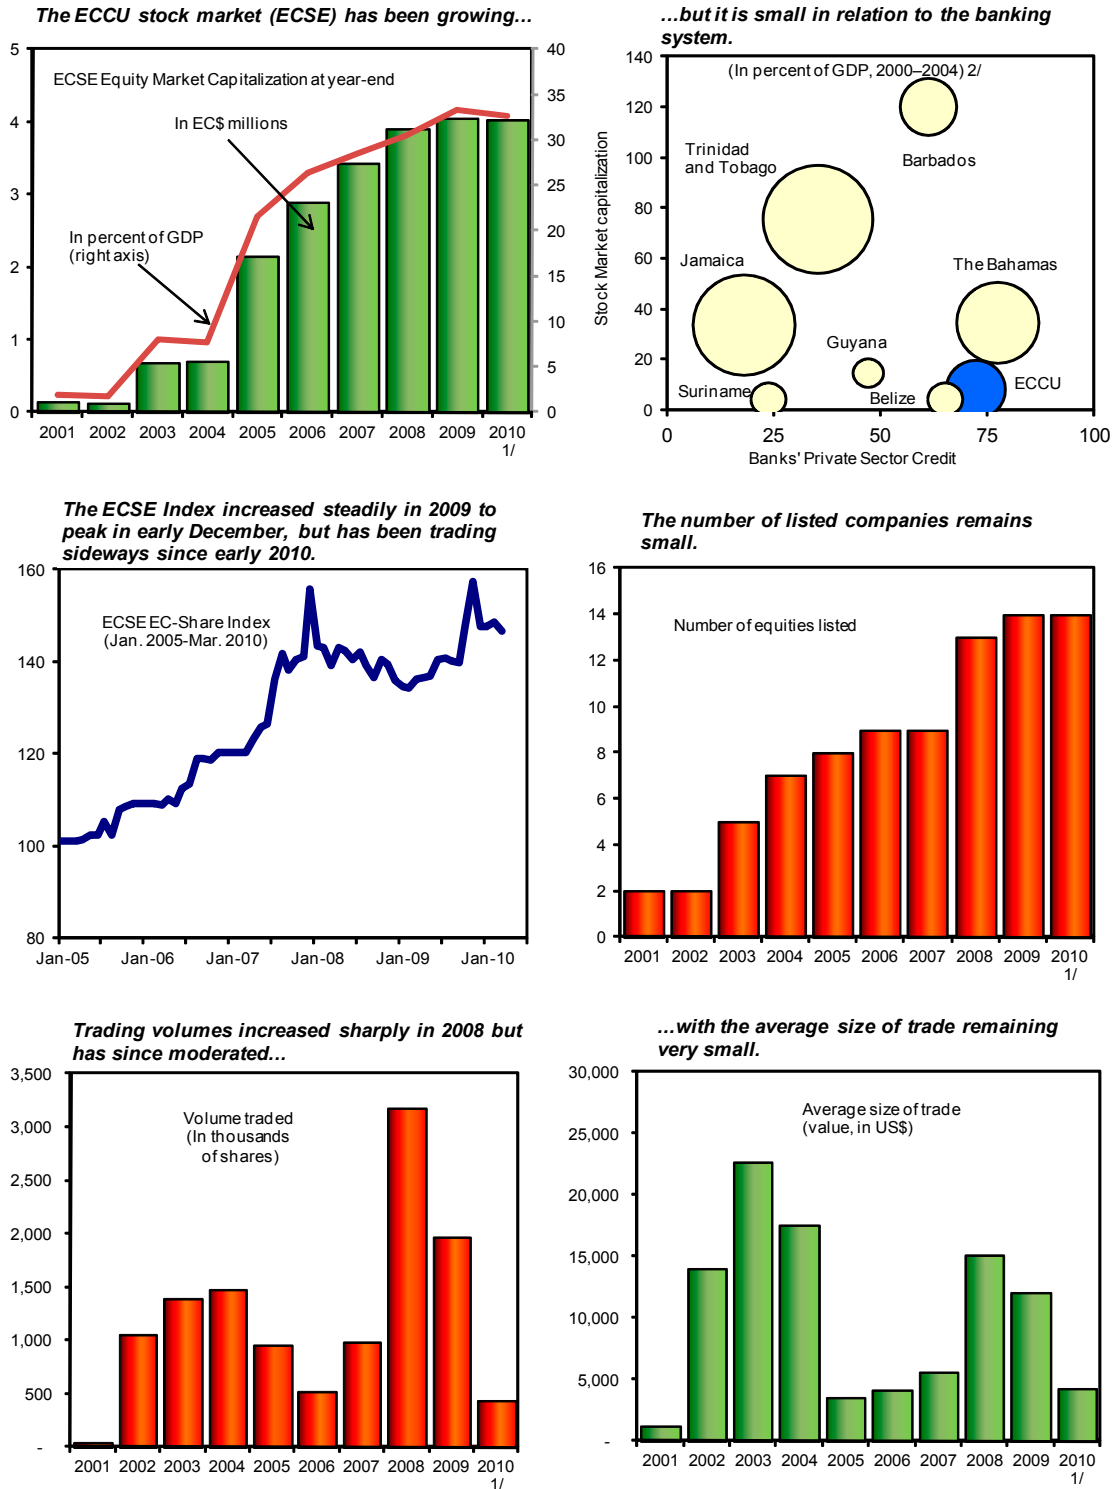 The ECCU stock market (ECSE) has been growing…
5
4
3
2
1
0
40
35
30
25
20
15
10
5
0
ECSE Equity Market Capitalization at year-end
In EC$ millions
In percent of GDP
(right axis)
2001 2002 2003 2004 2005 2006 2007 2008 2009 2010
1/
…but it is small in relation to the banking
system.
140
120
100
80
60
40
20
0
Stock Market capitalization
(In percent of GDP, 2000–2004) 2/
Trinidad
and Tobago
Barbados
Jamaica
The Bahamas
Guyana
Suriname
Belize
ECCU
0 25 50 75 100
Banks' Private Sector Credit
The ECSE Index increased steadily in 2009 to
peak in early December, but has been trading
sideways since early 2010.
160
140
120
100
80
ECSE EC-Share Index
(Jan. 2005-Mar. 2010)
Jan-05 Jan-06 Jan-07 Jan-08 Jan-09 Jan-10
The number of listed companies remains
small.
16
14
12
10
8
6
4
2
0
Number of equities listed
2001 2002 2003 2004 2005 2006 2007 2008 2009 2010
1/
Trading volumes increased sharply in 2008 but
has since moderated…
3,500
3,000
2,500
2,000
1,500
1,000
500
-
Volume traded
(In thousands
of shares)
2001 2002 2003 2004 2005 2006 2007 2008 2009 2010
1/
…with the average size of trade remaining
very small.
30,000
25,000
20,000
15,000
10,000
5,000
-
Average size of trade
(value, in US$)
2001 2002 2003 2004 2005 2006 2007 2008 2009 2010
1/